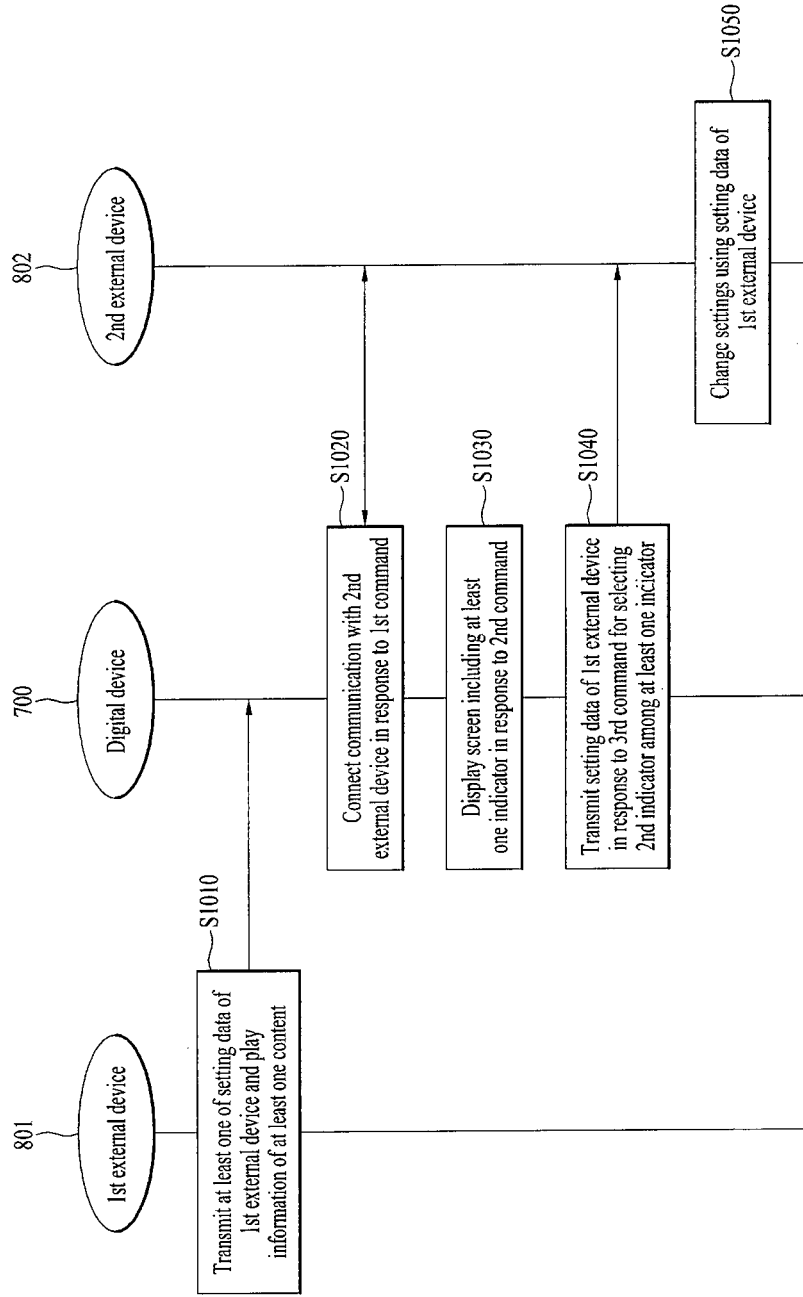 801
1st external device
700
Digital device
802
2nd external device
S1010
Transmit at least one of setting data of
1st external device and play
information of at least one content
S1020
Connect communication with 2nd
external device in response to 1st command
S1030
Display screen including at least
one indicator in response to 2nd command
S1040
Transmit setting data of 1st external device
in response to 3rd command for selecting
2nd indicator among at least one incicator
S1050
Change settings using setting data of
1st external device